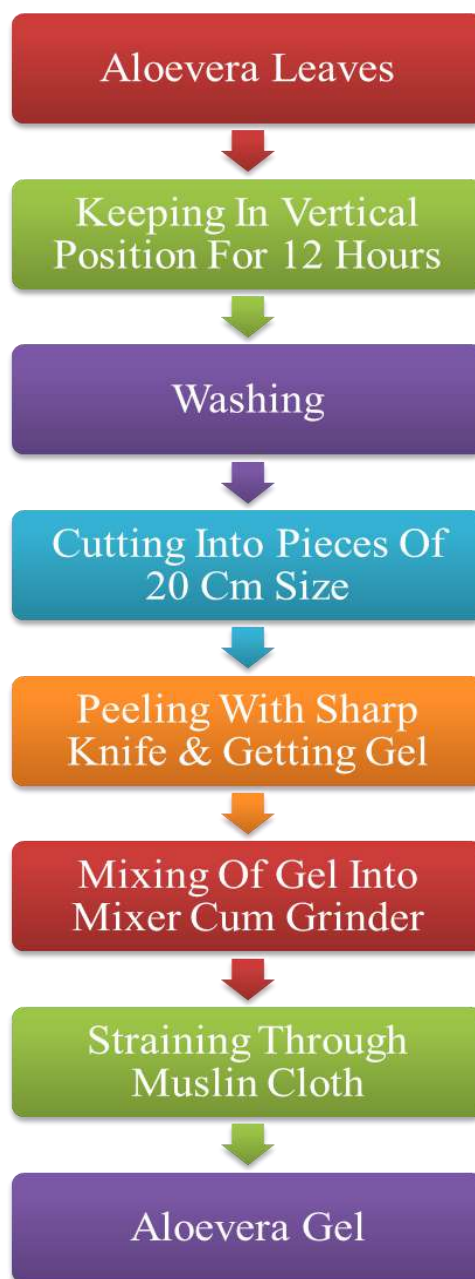 Aloevera Leaves
Keeping In Vertical
Position For 12 Hours
Washing
Cutting Into Pieces Of
20 Cm Size
Peeling With Sharp
Knife & Getting Gel
Mixing Of Gel Into
Mixer Cum Grinder
Straining Through
Muslin Cloth
Aloevera Gel